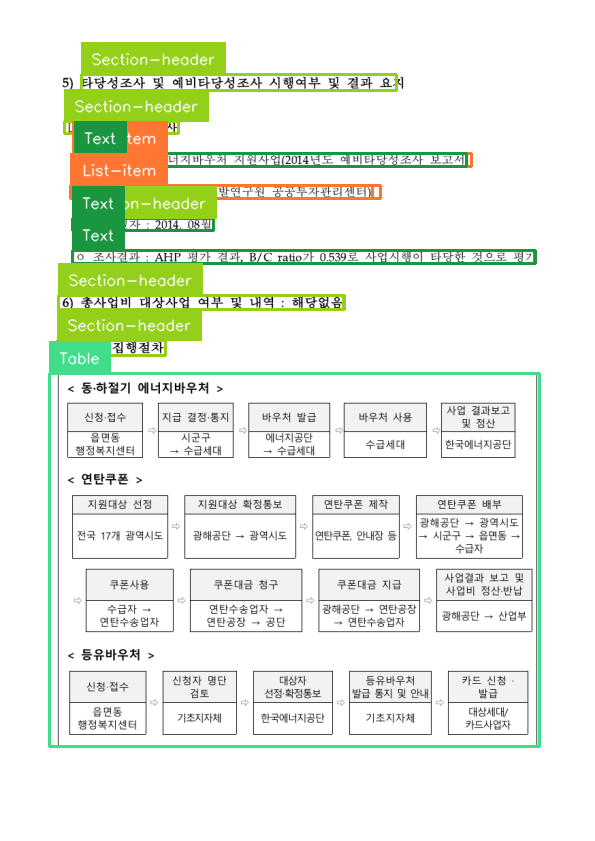 Section-header
5) 타당성조사 및 예비타당성조사 시행여부 및 결과 요지
Section-header
사
Text
tem
너지바우처 지원사업(2014년도 예비타당성조사 보고서
List-item
발연구원 공공투자관리센터)
Text
on-header
자 : 2014. 08월
Text
ㅇ 조사결과 : AHP 평가 결과, B/C ratio가 0.539로 사업시행이 타당한 것으로 평가
Section-header
6) 총사업비 대상사업 여부 및 내역 : 해당없음
Section-header
집행절차
Table
< 동·하절기 에너지바우처 >
신청·접수 ⇨ 지급 결정·통지 ⇨ 바우처 발급 ⇨ 바우처 사용 ⇨ 사업 결과보고 및 정산
읍면동 행정복지센터 시군구 → 수급세대 에너지공단 → 수급세대 수급세대 한국에너지공단
< 연탄쿠폰 >
지원대상 선정 ⇨ 지원대상 확정통보 ⇨ 연탄쿠폰 제작 ⇨ 연탄쿠폰 배부
전국 17개 광역시도 광해공단 → 광역시도 연탄쿠폰, 안내장 등 광해공단 → 광역시도 → 시군구 → 읍면동 → 수급자
⇨ 쿠폰사용 ⇨ 쿠폰대금 청구 ⇨ 쿠폰대금 지급 ⇨ 사업결과 보고 및 사업비 정산·반납
수급자 → 연탄수송업자 연탄수송업자 → 연탄공장 → 공단 광해공단 → 연탄공장 → 연탄수송업자 광해공단 → 산업부
< 등유바우처 >
신청·접수 ⇨ 신청자 명단 검토 ⇨ 대상자 선정·확정통보 ⇨ 등유바우처 발급 통지 및 안내 ⇨ 카드 신청 · 발급
읍면동 행정복지센터 기초지자체 한국에너지공단 기초지자체 대상세대/ 카드사업자